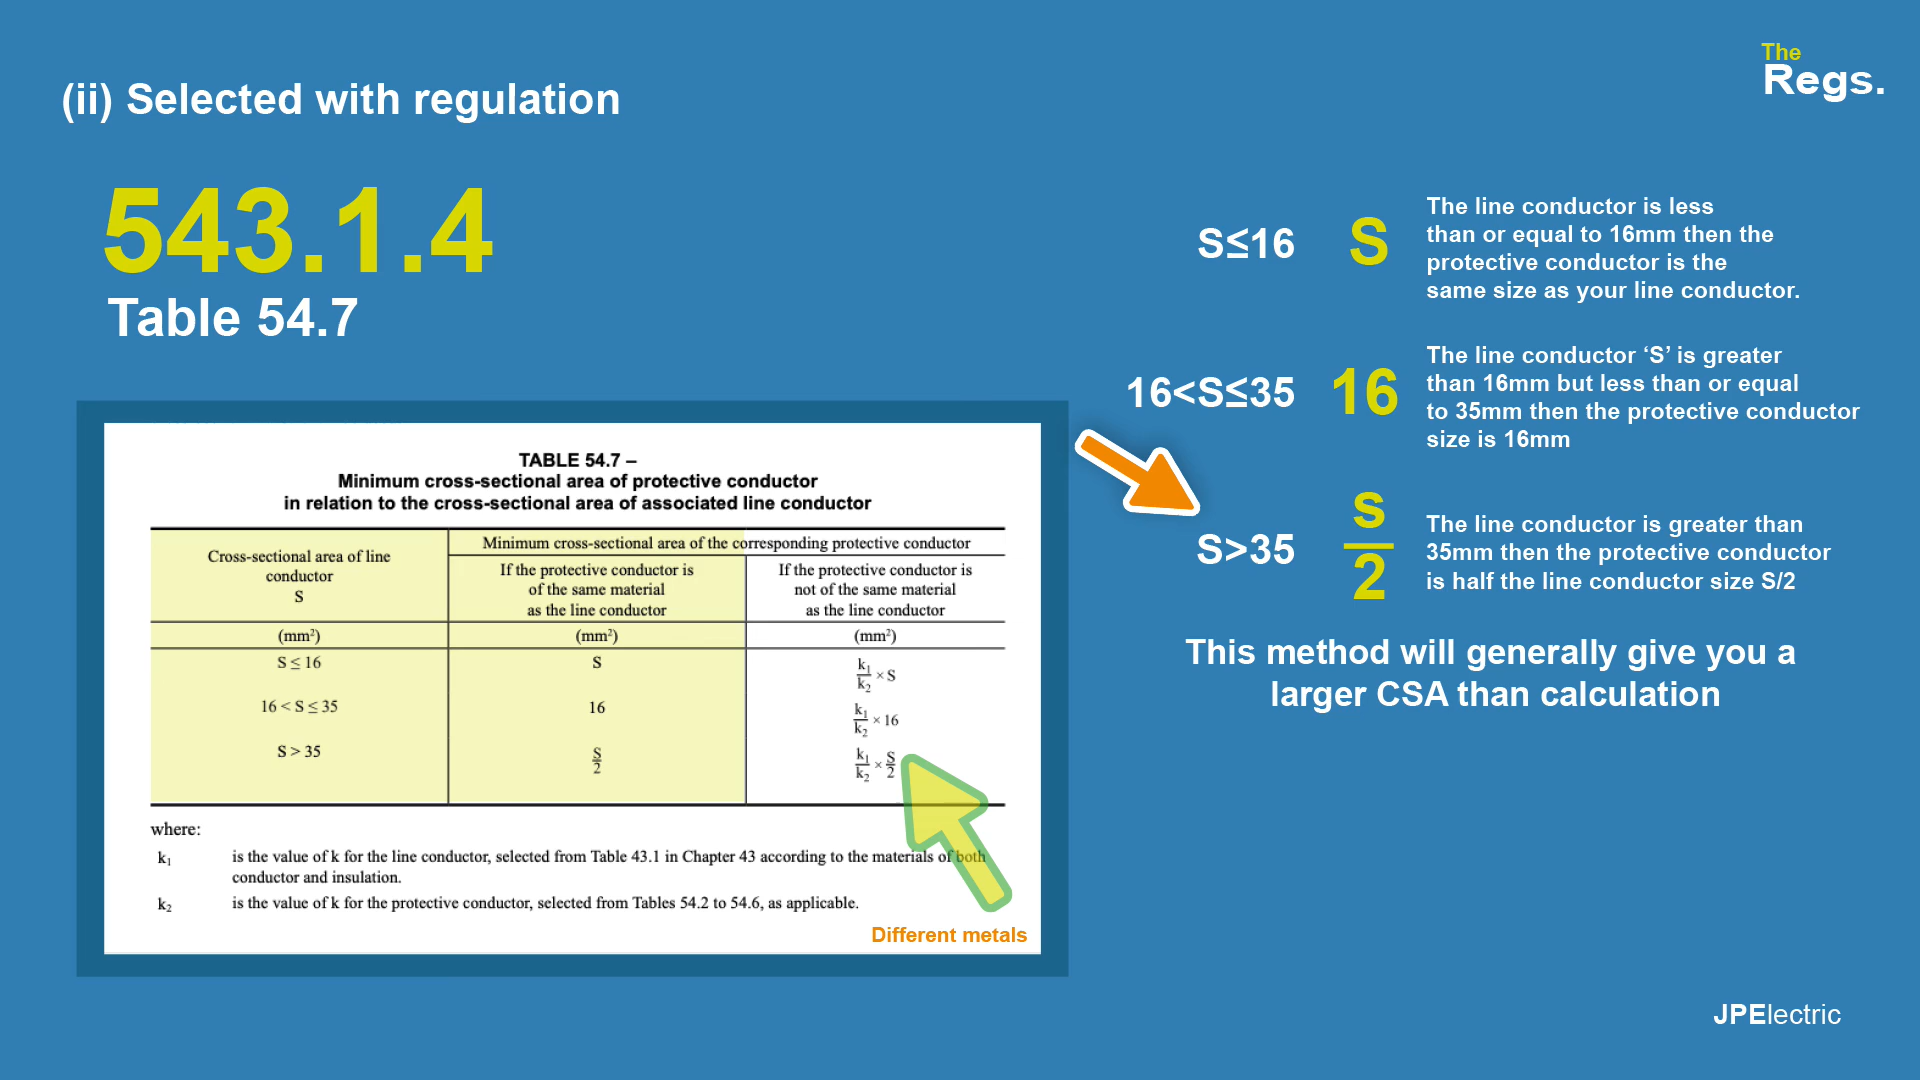 The
Regs.
(ii) Selected with regulation
543.1.4
Table 54.7
S≤16 S
The line conductor is less
than or equal to 16mm then the
protective conductor is the
same size as your line conductor.
16<S≤35 16
The line conductor ‘S’ is greater
than 16mm but less than or equal
to 35mm then the protective conductor
size is 16mm
S>35
s
2
The line conductor is greater than
35mm then the protective conductor
is half the line conductor size S/2
This method will generally give you a
larger CSA than calculation
TABLE 54.7 –
Minimum cross-sectional area of protective conductor
in relation to the cross-sectional area of associated line conductor
Cross-sectional area of line
conductor
S
Minimum cross-sectional area of the corresponding protective conductor
If the protective conductor is
of the same material
as the line conductor
If the protective conductor is
not of the same material
as the line conductor
(mm²) (mm²) (mm²)
S ≤ 16 S k₁/k₂ × S
16 < S ≤ 35 16 k₁/k₂ × 16
S > 35 S/2 k₁/k₂ × S/2
where:
k₁ is the value of k for the line conductor, selected from Table 43.1 in Chapter 43 according to the materials of both
conductor and insulation.
k₂ is the value of k for the protective conductor, selected from Tables 54.2 to 54.6, as applicable.
Different metals
JPElectric